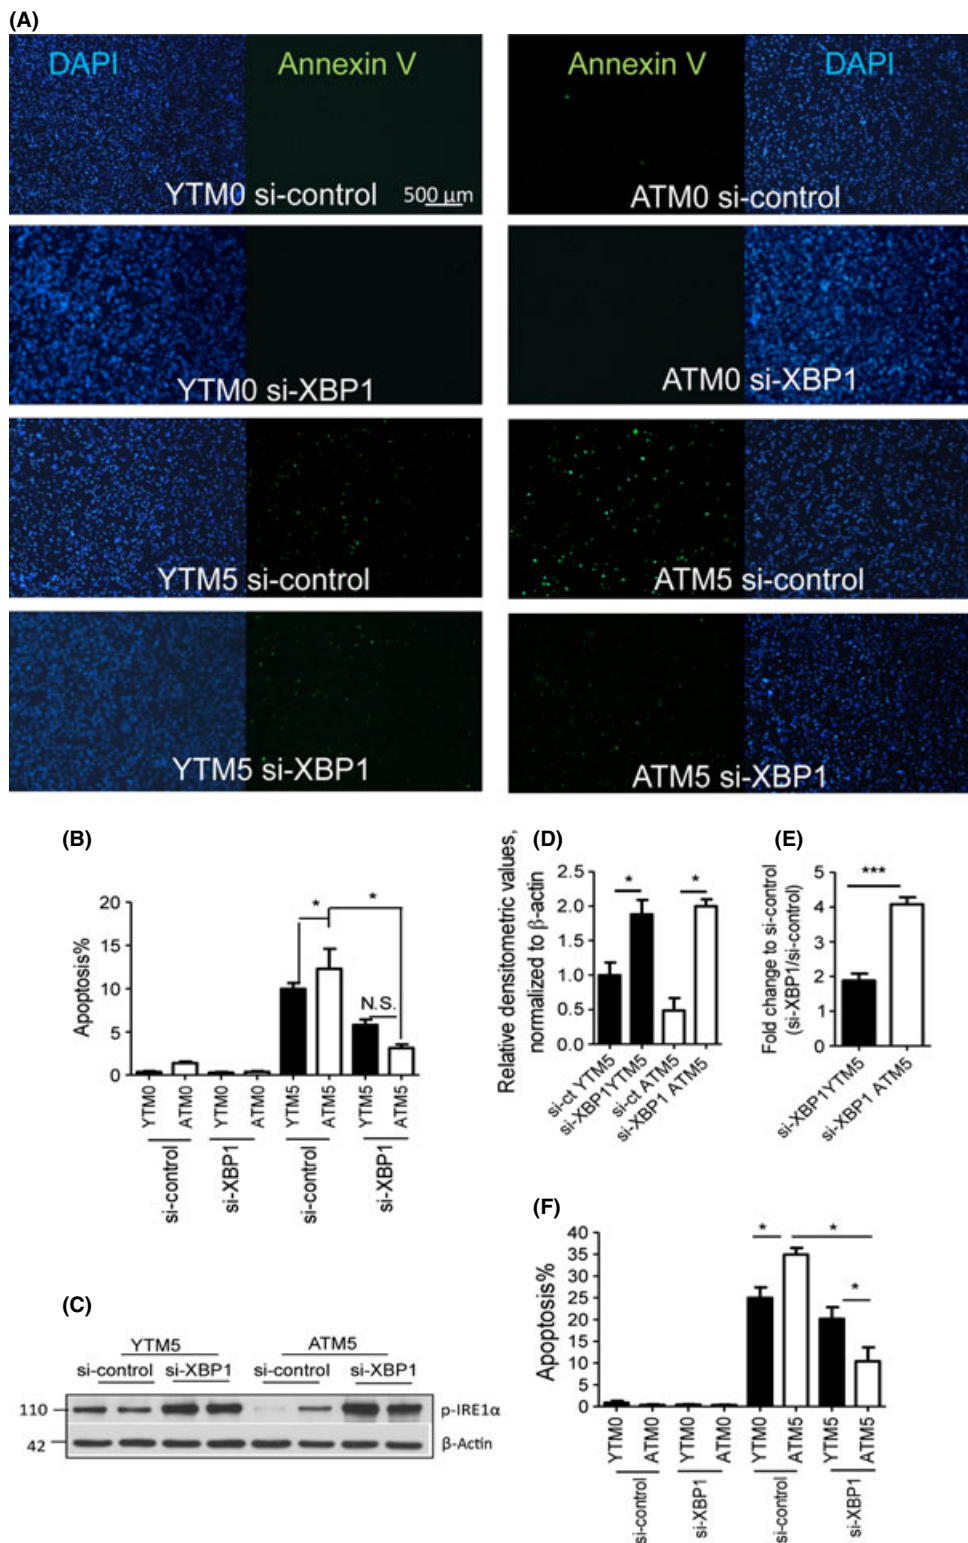 (A)
DAPI Annexin V Annexin V DAPI
YTM0 si-control 500 µm ATM0 si-control
YTM0 si-XBP1 ATM0 si-XBP1
YTM5 si-control ATM5 si-control
YTM5 si-XBP1 ATM5 si-XBP1
(B)
Apoptosis%
20
15
10
5
0
* *
N.S.
YTM0 ATM0 YTM0 ATM0 YTM5 ATM5 YTM5 ATM5
si-control si-XBP1 si-control si-XBP1
(C)
YTM5 ATM5
si-control si-XBP1 si-control si-XBP1
110 p-IRE1α
42 β-Actin
(D)
Relative densitometric values,
normalized to β-actin
2.5
2.0
1.5
1.0
0.5
0.0
* *
si-ct YTM5
si-XBP1YTM5
si-ct ATM5
si-XBP1 ATM5
(E)
Fold change to si-control
(si-XBP1/si-control)
5
4
3
2
1
0
***
si-XBP1YTM5
si-XBP1 ATM5
(F)
Apoptosis%
35
35
30
25
20
15
10
5
0
* *
*
YTM0 ATM0 YTM0 ATM0 YTM0 ATM5 YTM5 ATM5
si-control si-XBP1 si-control si-XBP1